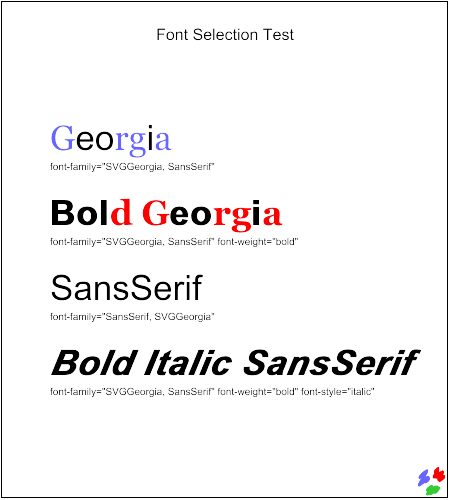 Font Selection Test
Georgia
font-family="SVGGeorgia, SansSerif"
Bold Georgia
font-family="SVGGeorgia, SansSerif" font-weight="bold"
SansSerif
font-family="SansSerif, SVGGeorgia"
Bold Italic SansSerif
font-family="SVGGeorgia, SansSerif" font-weight="bold" font-style="italic"